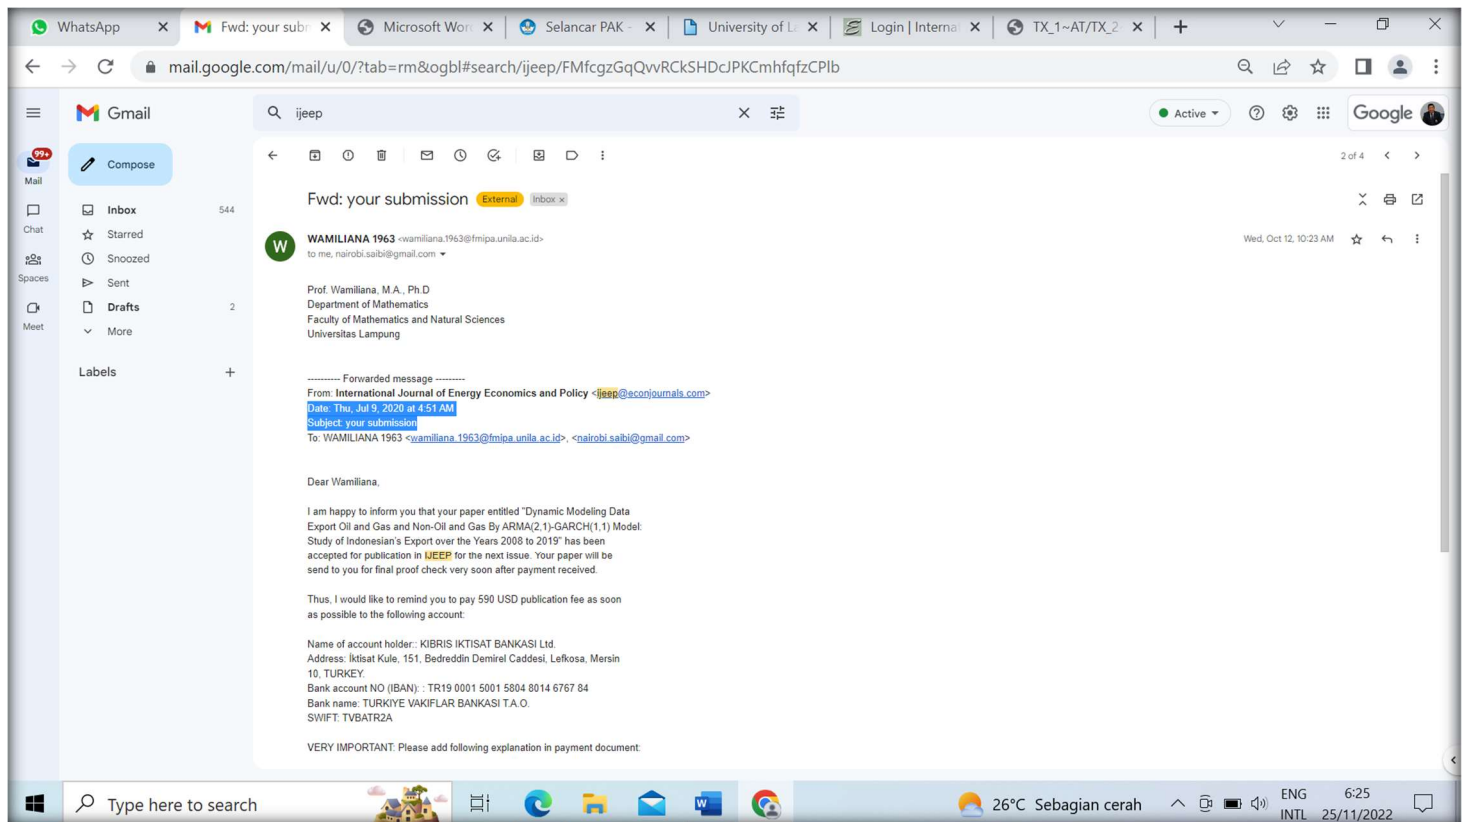 WhatsApp
Fwd: your subm
Microsoft Word
Selancar PAK -
University of La
Login | Interna
TX_1~AT/TX_2~
mail.google.com/mail/u/0/?tab=rm&ogbl#search/ijeep/FMfcgzGqQvvRCkSHDcJPKCmhfqfzCPlb
Gmail
ijeep
Active
Google
99+
Mail
Compose
2 of 4
Chat
Inbox 544
Starred
Spaces
Snoozed
Sent
Meet
Drafts 2
More
Labels
Fwd: your submission External Inbox x
W
WAMILIANA 1963 <wamiliana.1963@fmipa.unila.ac.id>
Wed, Oct 12, 10:23 AM
to me, nairobi.saibi@gmail.com
Prof. Wamiliana, M.A., Ph.D
Department of Mathematics
Faculty of Mathematics and Natural Sciences
Universitas Lampung
---------- Forwarded message ---------
From: International Journal of Energy Economics and Policy <ijeep@econjournals.com>
Date: Thu, Jul 9, 2020 at 4:51 AM
Subject: your submission
To: WAMILIANA 1963 <wamiliana.1963@fmipa.unila.ac.id>, <nairobi.saibi@gmail.com>
Dear Wamiliana,
I am happy to inform you that your paper entitled "Dynamic Modeling Data
Export Oil and Gas and Non-Oil and Gas By ARMA(2,1)-GARCH(1,1) Model:
Study of Indonesian's Export over the Years 2008 to 2019" has been
accepted for publication in IJEEP for the next issue. Your paper will be
send to you for final proof check very soon after payment received.
Thus, I would like to remind you to pay 590 USD publication fee as soon
as possible to the following account:
Name of account holder:: KIBRIS IKTISAT BANKASI Ltd.
Address: İktisat Kule, 151, Bedreddin Demirel Caddesi, Lefkosa, Mersin
10, TURKEY.
Bank account NO (IBAN): : TR19 0001 5001 5804 8014 6767 84
Bank name: TURKIYE VAKIFLAR BANKASI T.A.O.
SWIFT: TVBATR2A
VERY IMPORTANT: Please add following explanation in payment document:
Type here to search
26°C Sebagian cerah
ENG
INTL
6:25
25/11/2022